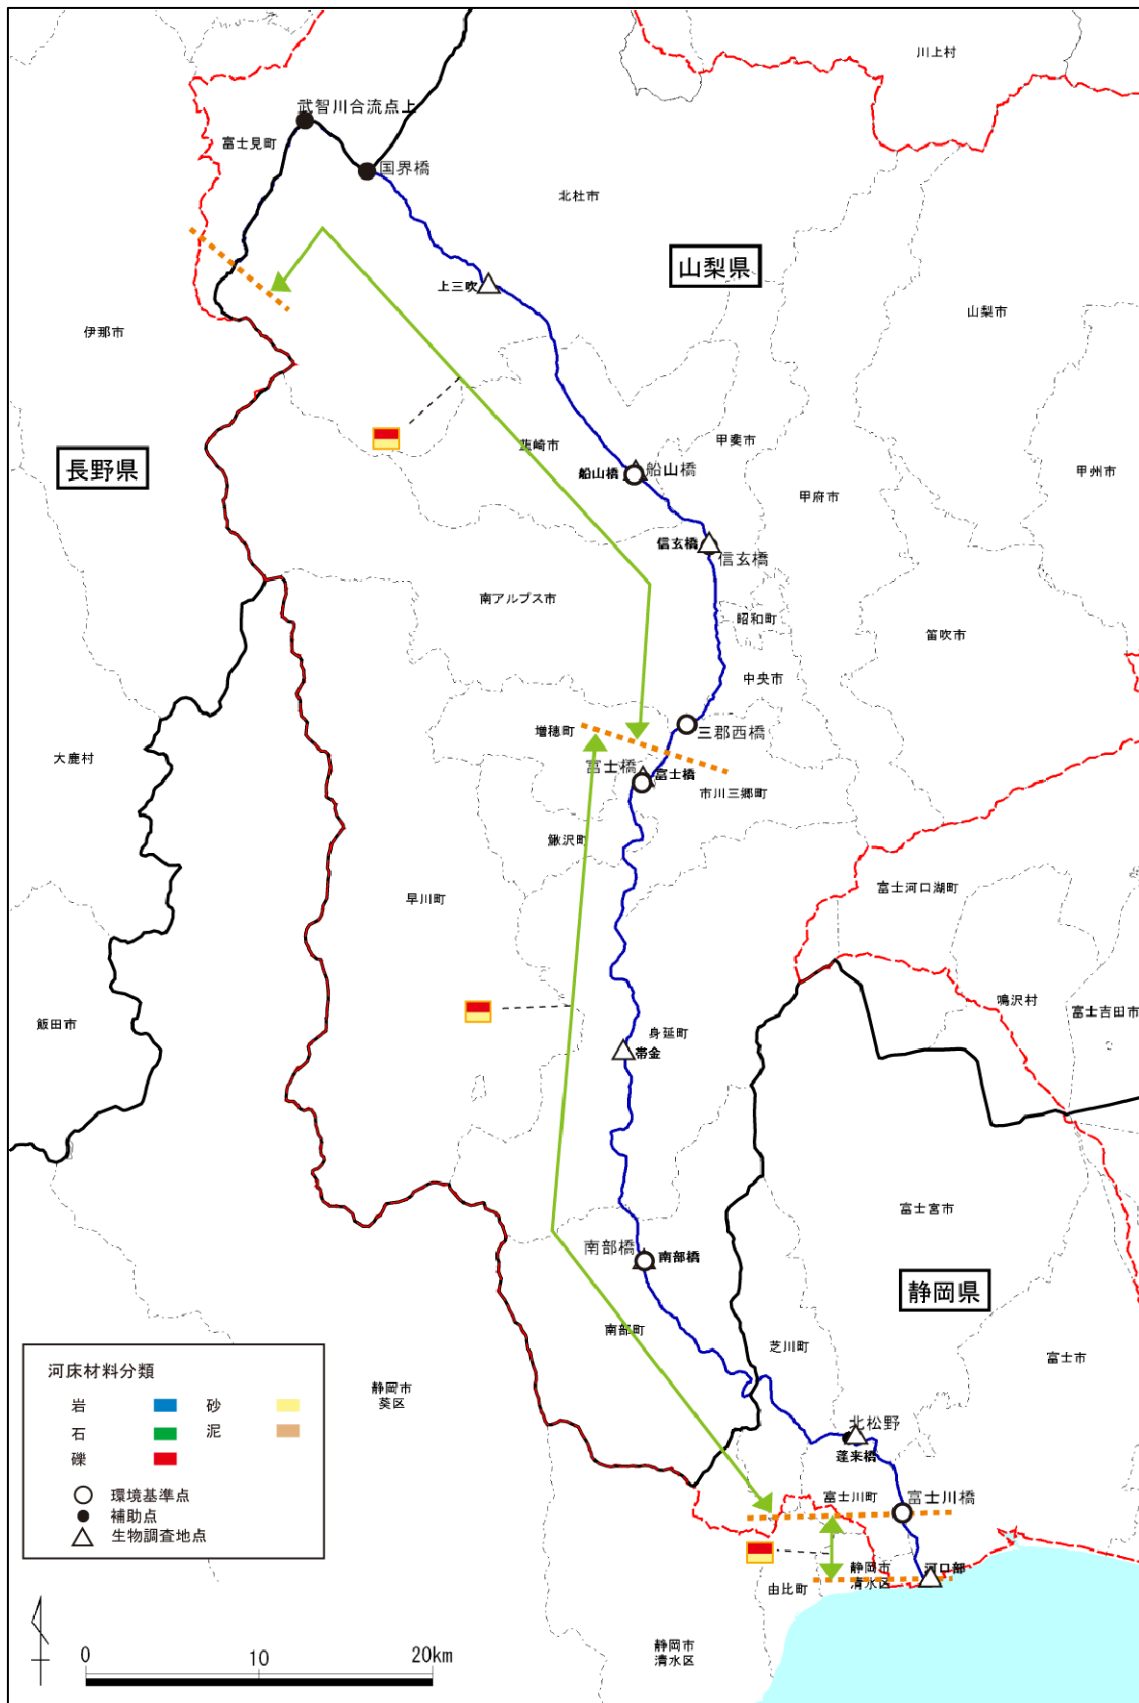 川上村
武智川合流点上
富士見町
国界橋
北杜市
山梨県
上三吹
山梨市
伊那市
韮崎市
甲斐市
長野県
船山橋
船山橋
甲府市
甲州市
信玄橋
信玄橋
南アルプス市
昭和町
笛吹市
中央市
増穂町
三郡西橋
大鹿村
富士橋
富士橋
市川三郷町
鰍沢町
早川町
富士河口湖町
鳴沢村
富士吉田市
飯田市
身延町
帯金
富士宮市
南部橋
南部橋
静岡県
南部町
芝川町
富士市
静岡市
葵区
北松野
蓬来橋
富士川町
富士川橋
静岡市
清水区
河口部
由比町
静岡市
清水区
河床材料分類
岩
砂
石
泥
礫
環境基準点
補助点
生物調査地点
0 10 20km